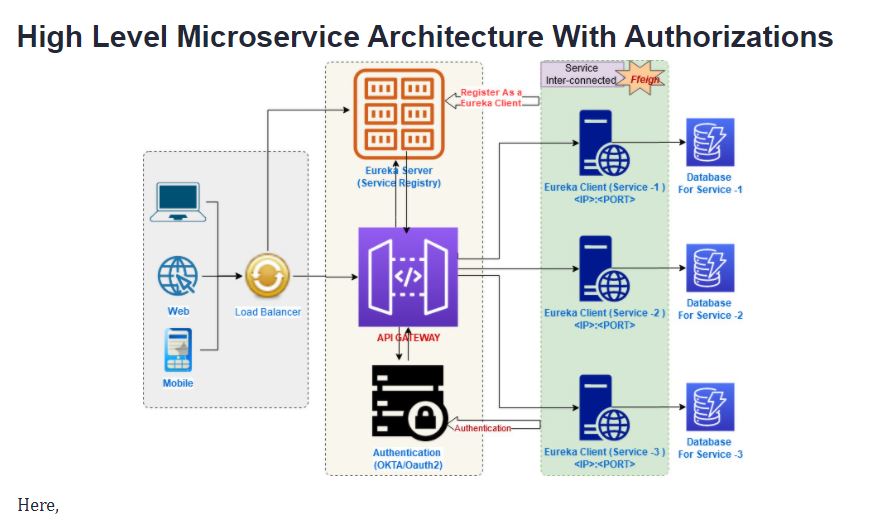 High Level Microservice Architecture With Authorizations
Service
Inter-connected
Ffeign
Register As a
Eureka Client
Eureka Server
(Service Registry)
Eureka Client (Service -1 )
<IP>:<PORT>
Database
For Service -1
Web
Load Balancer
</>
Eureka Client (Service -2 )
<IP>:<PORT>
Database
For Service -2
API GATEWAY
Mobile
Authentication
Authentication
(OKTA/Oauth2)
Eureka Client (Service -3 )
<IP>:<PORT>
Database
For Service -3
Here,